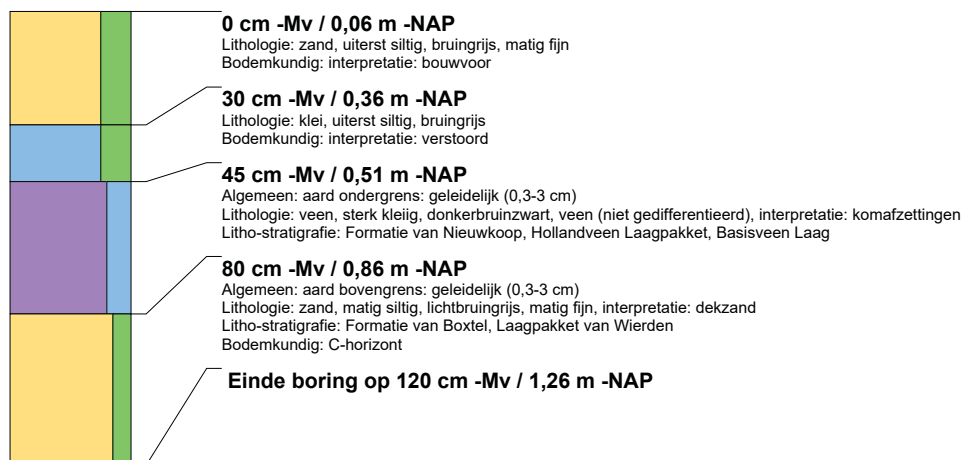 0 cm -Mv / 0,06 m -NAP
Lithologie: zand, uiterst siltig, bruingrijs, matig fijn
Bodemkundig: interpretatie: bouwvoor
30 cm -Mv / 0,36 m -NAP
Lithologie: klei, uiterst siltig, bruingrijs
Bodemkundig: interpretatie: verstoord
45 cm -Mv / 0,51 m -NAP
Algemeen: aard ondergrens: geleidelijk (0,3-3 cm)
Lithologie: veen, sterk kleiig, donkerbruinzwart, veen (niet gedifferentieerd), interpretatie: komafzettingen
Litho-stratigrafie: Formatie van Nieuwkoop, Hollandveen Laagpakket, Basisveen Laag
80 cm -Mv / 0,86 m -NAP
Algemeen: aard bovengrens: geleidelijk (0,3-3 cm)
Lithologie: zand, matig siltig, lichtbruingrijs, matig fijn, interpretatie: dekzand
Litho-stratigrafie: Formatie van Boxtel, Laagpakket van Wierden
Bodemkundig: C-horizont
Einde boring op 120 cm -Mv / 1,26 m -NAP